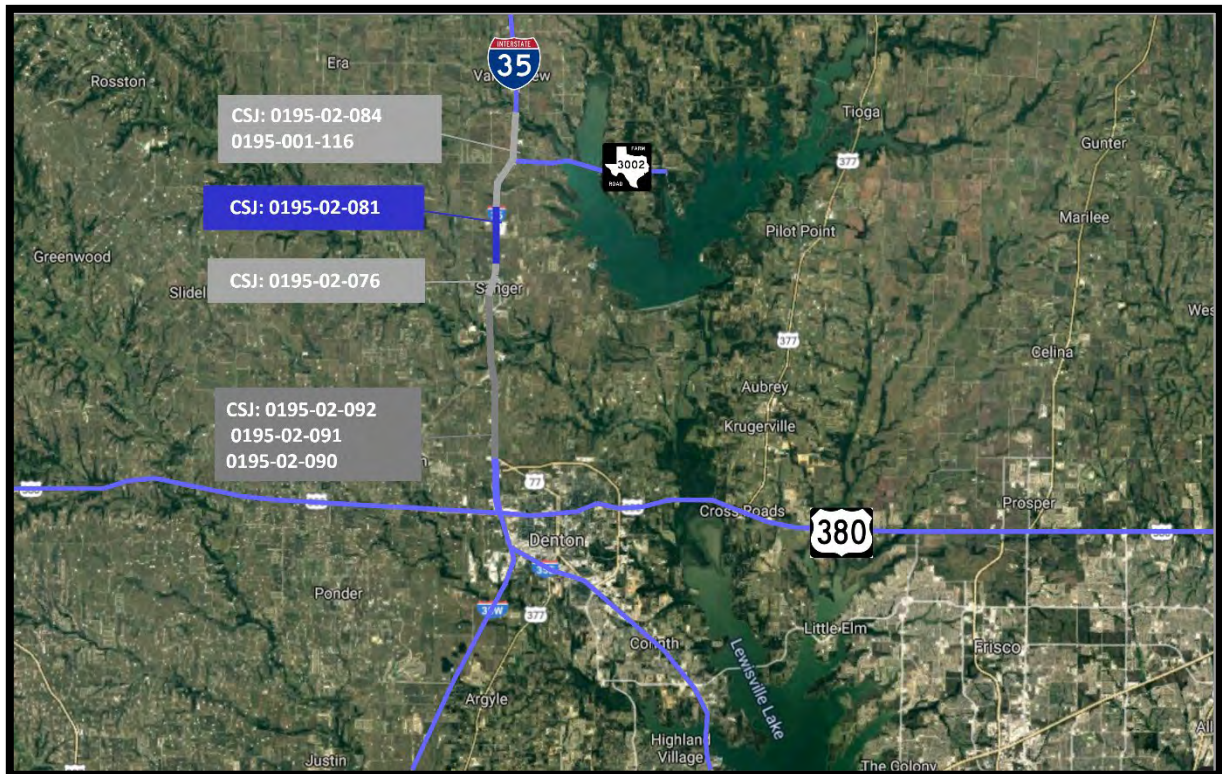 INTERSTATE
35
Era
Rosston
CSJ: 0195-02-084
0195-001-116
Tioga
FARM
3002
ROAD
377
Gunter
CSJ: 0195-02-081
35
Marilee
Pilot Point
Greenwood
CSJ: 0195-02-076
Sanger
377
Celina
Aubrey
Krugerville
CSJ: 0195-02-092
0195-02-091
0195-02-090
77
Cross Roads
Prosper
380
Denton
Ponder
377
Little Elm
Corinth
Frisco
Lewisville Lake
Argyle
Highland
Village
Justin
The Colony